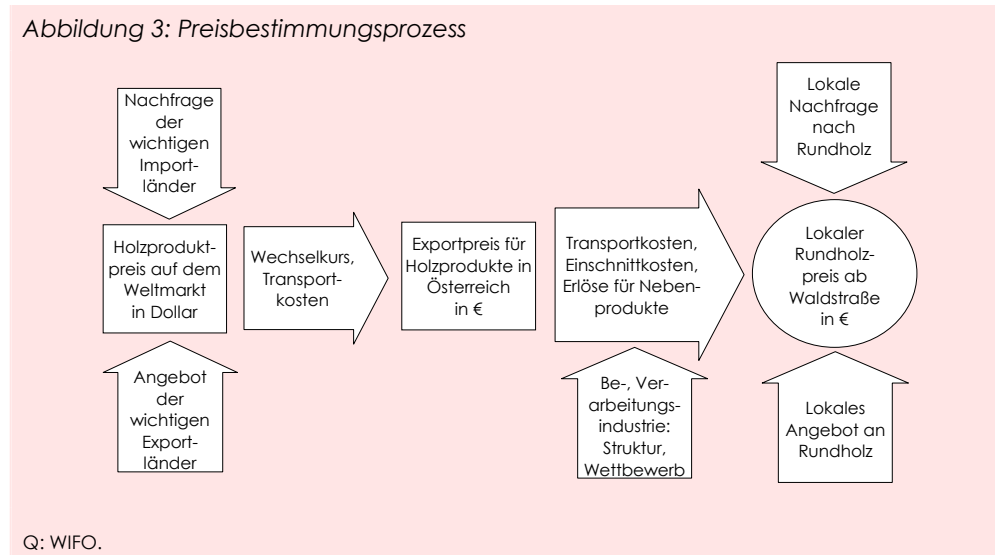 Abbildung 3: Preisbestimmungsprozess
Nachfrage
der
wichtigen
Import-
länder
Holzprodukt-
preis auf dem
Weltmarkt
in Dollar
Angebot
der
wichtigen
Export-
länder
Wechselkurs,
Transport-
kosten
Exportpreis für
Holzprodukte in
Österreich
in €
Transportkosten,
Einschnittkosten,
Erlöse für Neben-
produkte
Be-, Ver-
arbeitungs-
industrie:
Struktur,
Wettbewerb
Lokale
Nachfrage
nach
Rundholz
Lokaler
Rundholz-
preis ab
Waldstraße
in €
Lokales
Angebot an
Rundholz
Q: WIFO.